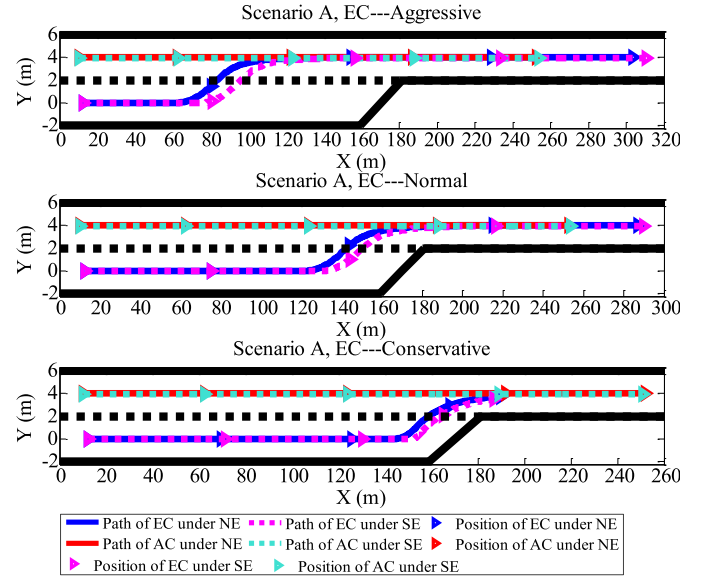 Scenario A, EC---Aggressive
6
4
2
0
-2
Y (m)
0 20 40 60 80 100 120 140 160 180 200 220 240 260 280 300 320
X (m)
Scenario A, EC---Normal
6
4
2
0
-2
Y (m)
0 20 40 60 80 100 120 140 160 180 200 220 240 260 280 300
X (m)
Scenario A, EC---Conservative
6
4
2
0
-2
Y (m)
0 20 40 60 80 100 120 140 160 180 200 220 240 260
X (m)
Path of EC under NE Path of EC under SE Position of EC under NE
Path of AC under NE Path of AC under SE Position of AC under NE
Position of EC under SE Position of AC under SE